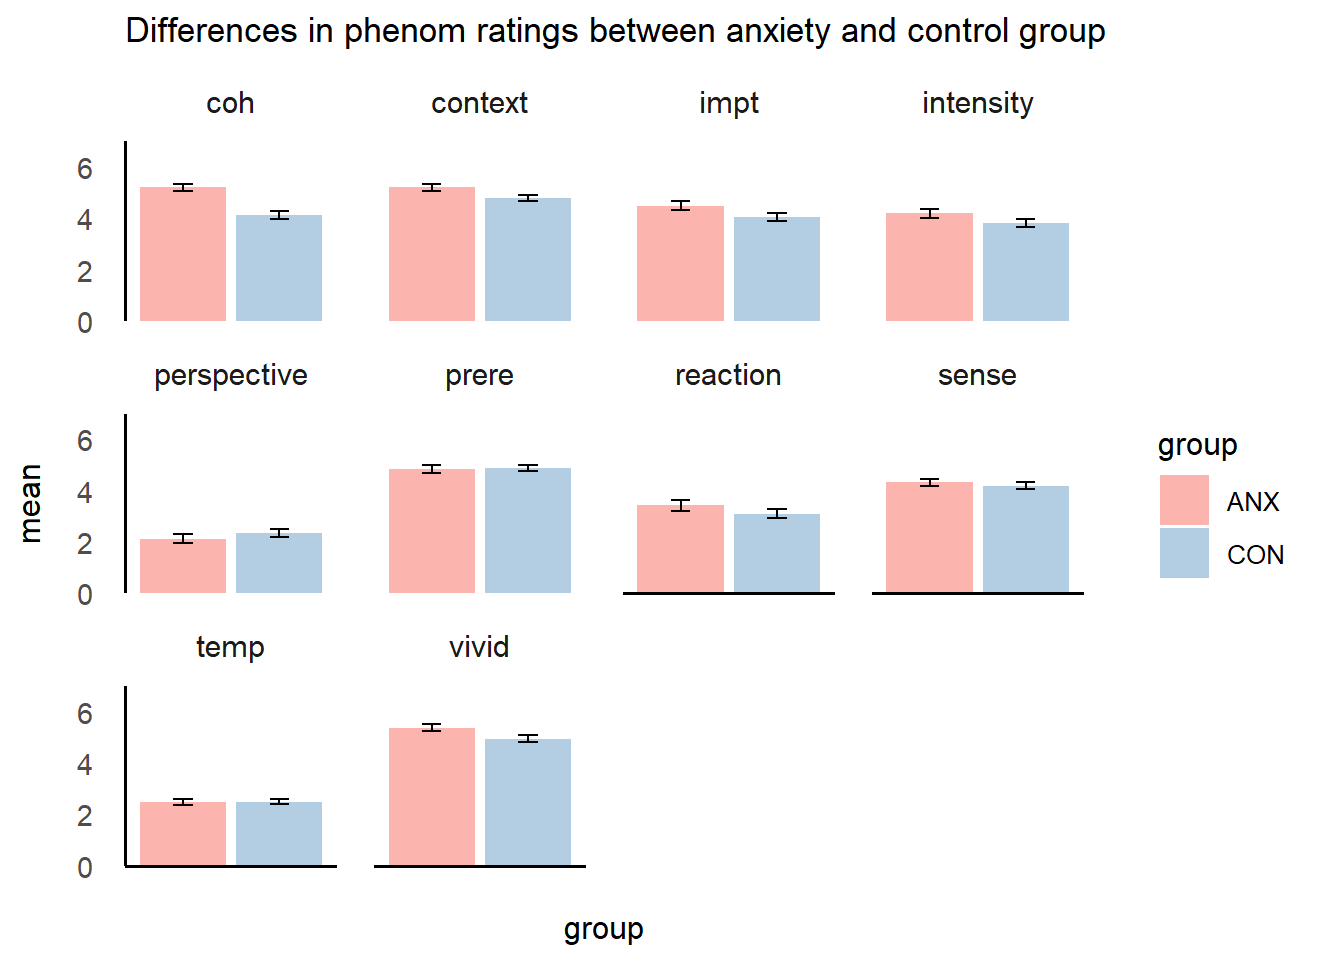 Differences in phenom ratings between anxiety and control group
coh context impt intensity
6
4
2
0
perspective prere reaction sense
6
4
2
0
temp vivid
6
4
2
0
mean
group
group
ANX
CON